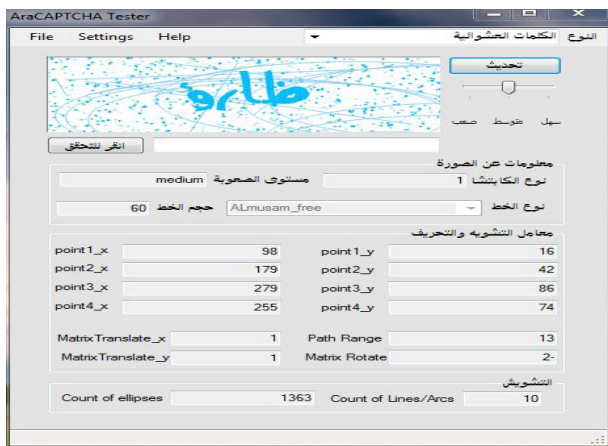 AraCAPTCHA Tester
File Settings Help الكلمات العشوائية النوع
تحديث
ظارو
سهل متوسط صعب
انقر للتحقق
معلومات عن الصورة
نوع الكابتشا 1 مستوى الصعوبة medium
نوع الخط ALmusam_free حجم الخط 60
معامل التشويه والتحريف
point1_x 98 point1_y 16
point2_x 179 point2_y 42
point3_x 279 point3_y 86
point4_x 255 point4_y 74
MatrixTranslate_x 1 Path Range 13
MatrixTranslate_y 1 Matrix Rotate 2-
التشويش
Count of ellipses 1363 Count of Lines/Arcs 10